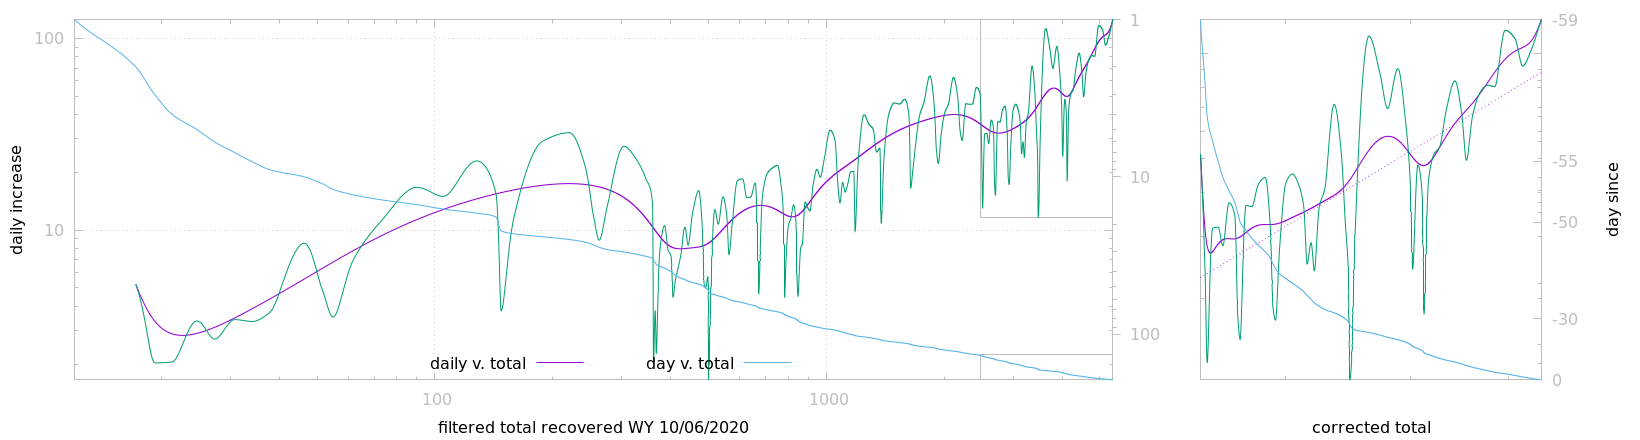 daily increase
100
10
daily v. total
day v. total
100
1000
filtered total recovered WY 10/06/2020
1
10
100
-59
-55
-50
-30
0
day since
corrected total